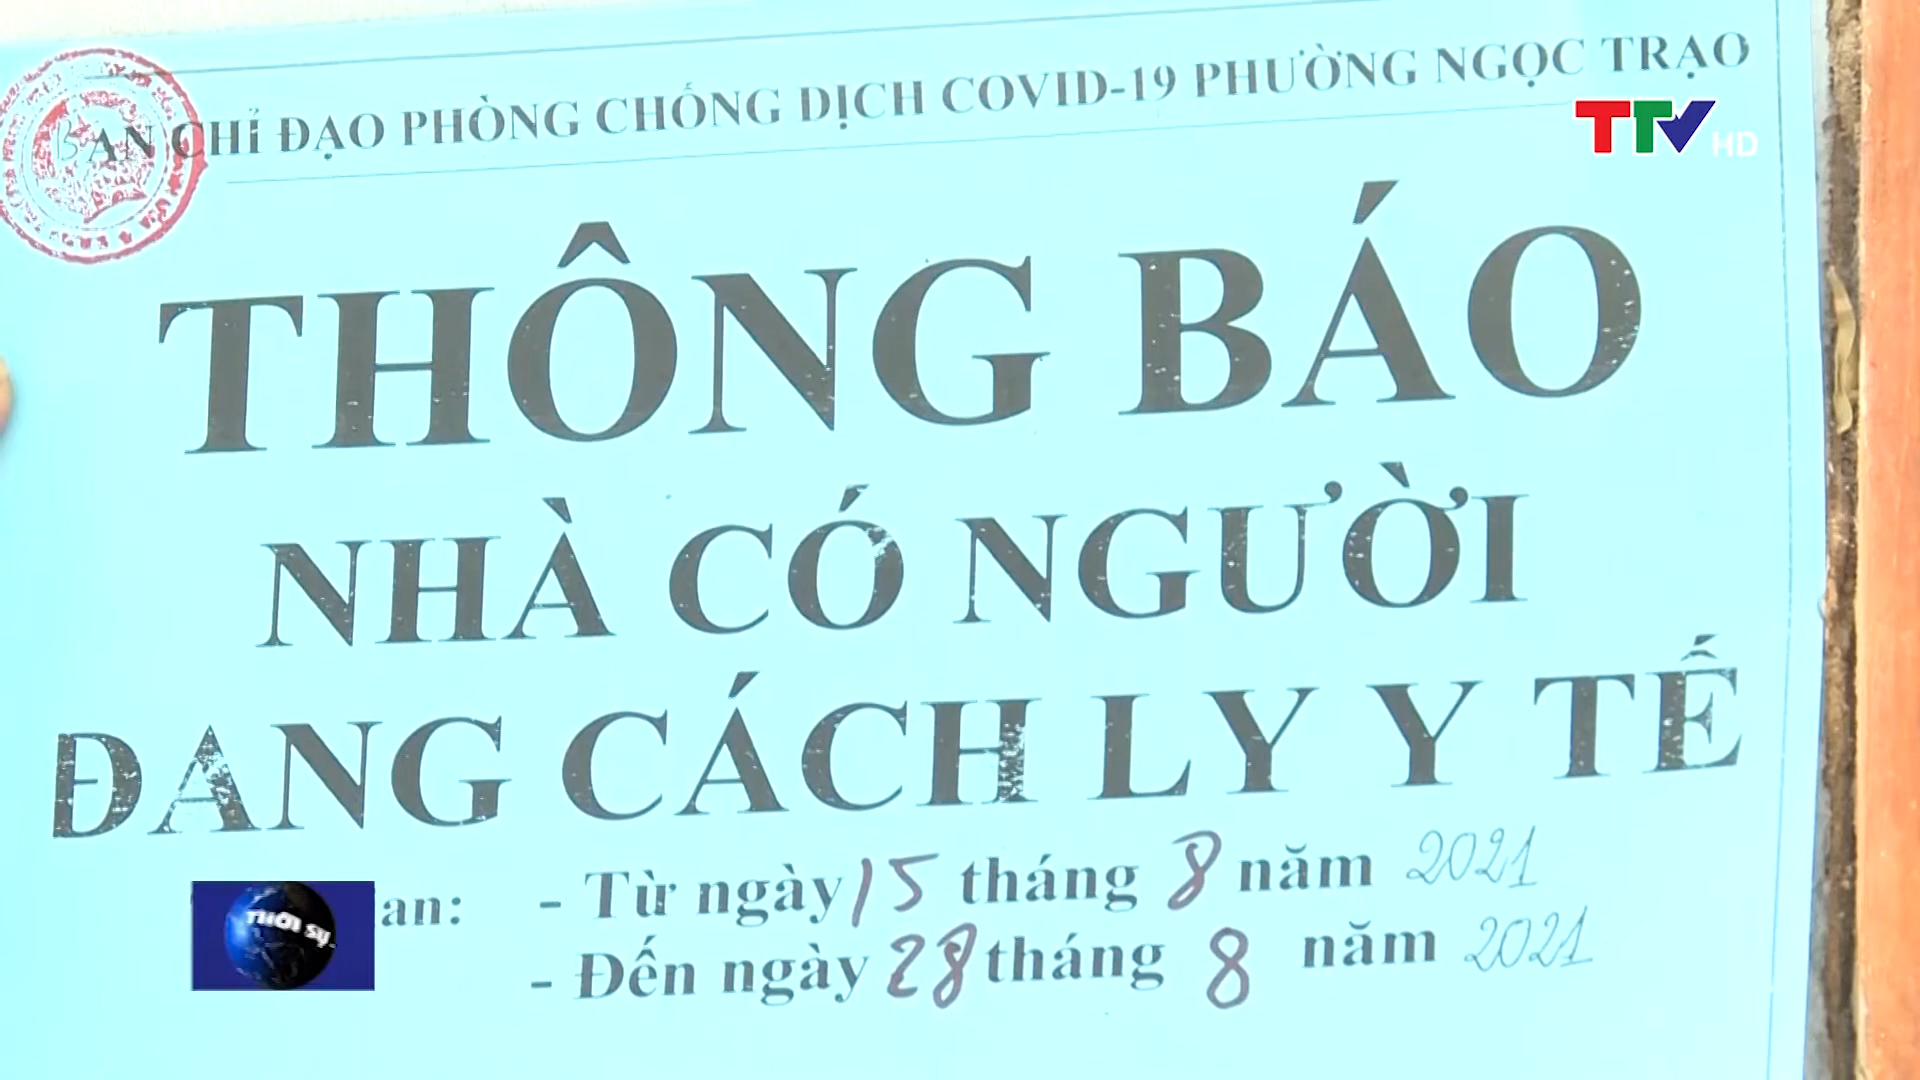 BAN CHỈ ĐẠO PHÒNG CHỐNG DỊCH COVID-19 PHƯỜNG NGỌC TRẠO
TTV HD
THÔNG BÁO
NHÀ CÓ NGƯỜI
ĐANG CÁCH LY Y TẾ
an: - Từ ngày 15 tháng 8 năm 2021
THỜI SỰ
- Đến ngày 28 tháng 8 năm 2021